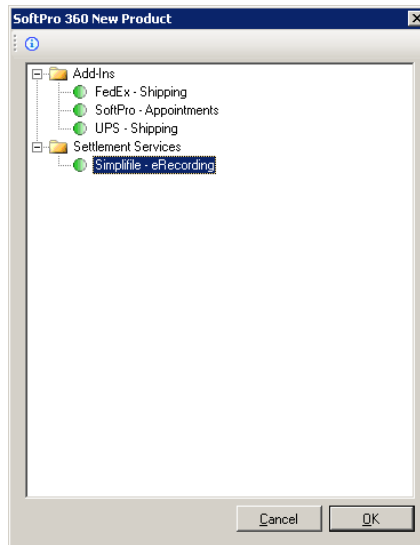 SoftPro 360 New Product
Add-Ins
FedEx - Shipping
SoftPro - Appointments
UPS - Shipping
Settlement Services
Simplifile - eRecording
Cancel OK